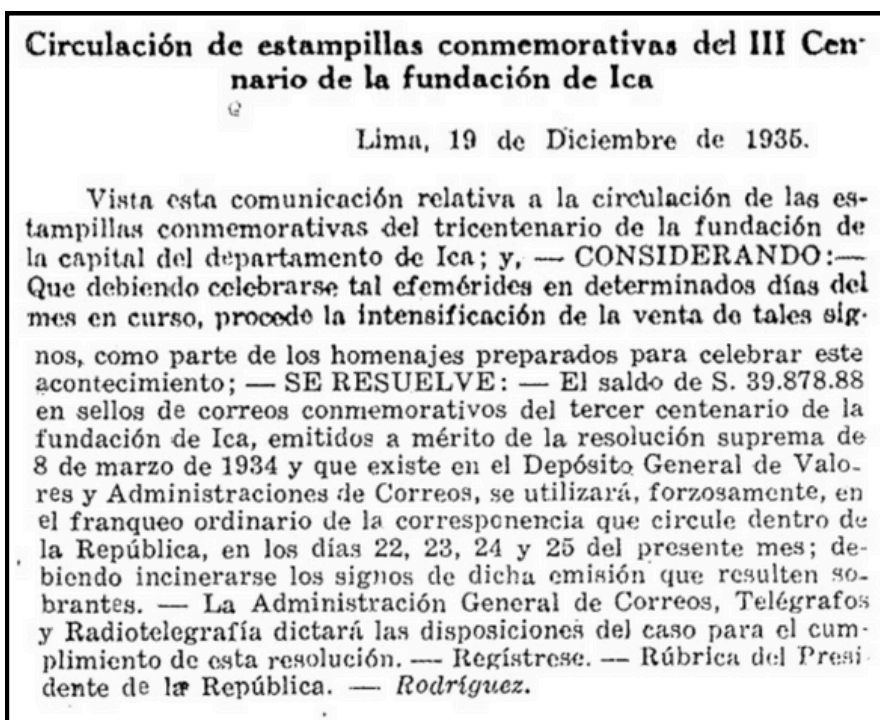 Circulación de estampillas conmemorativas del III Cen-
nario de la fundación de Ica
Lima, 19 de Diciembre de 1935.
Vista esta comunicación relativa a la circulación de las es-
tampillas conmemorativas del tricentenario de la fundación de
la capital del departamento de Ica; y, — CONSIDERANDO:—
Que debiendo celebrarse tal efemérides en determinados días del
mes en curso, procede la intensificación de la venta de tales sig-
nos, como parte de los homenajes preparados para celebrar este
acontecimiento; — SE RESUELVE: — El saldo de S. 39.878.88
en sellos de correos conmemorativos del tercer centenario de la
fundación de Ica, emitidos a mérito de la resolución suprema de
8 de marzo de 1934 y que existe en el Depósito General de Valo-
res y Administraciones de Correos, se utilizará, forzosamente, en
el franqueo ordinario de la corresponencia que circule dentro de
la República, en los días 22, 23, 24 y 25 del presente mes; de-
biendo incinerarse los signos de dicha emisión que resulten so-
brantes. — La Administración General de Correos, Telégrafos
y Radiotelegrafía dictará las disposiciones del caso para el cum-
plimiento de esta resolución. — Regístrese. — Rúbrica del Presi-
dente de la República. — Rodríguez.